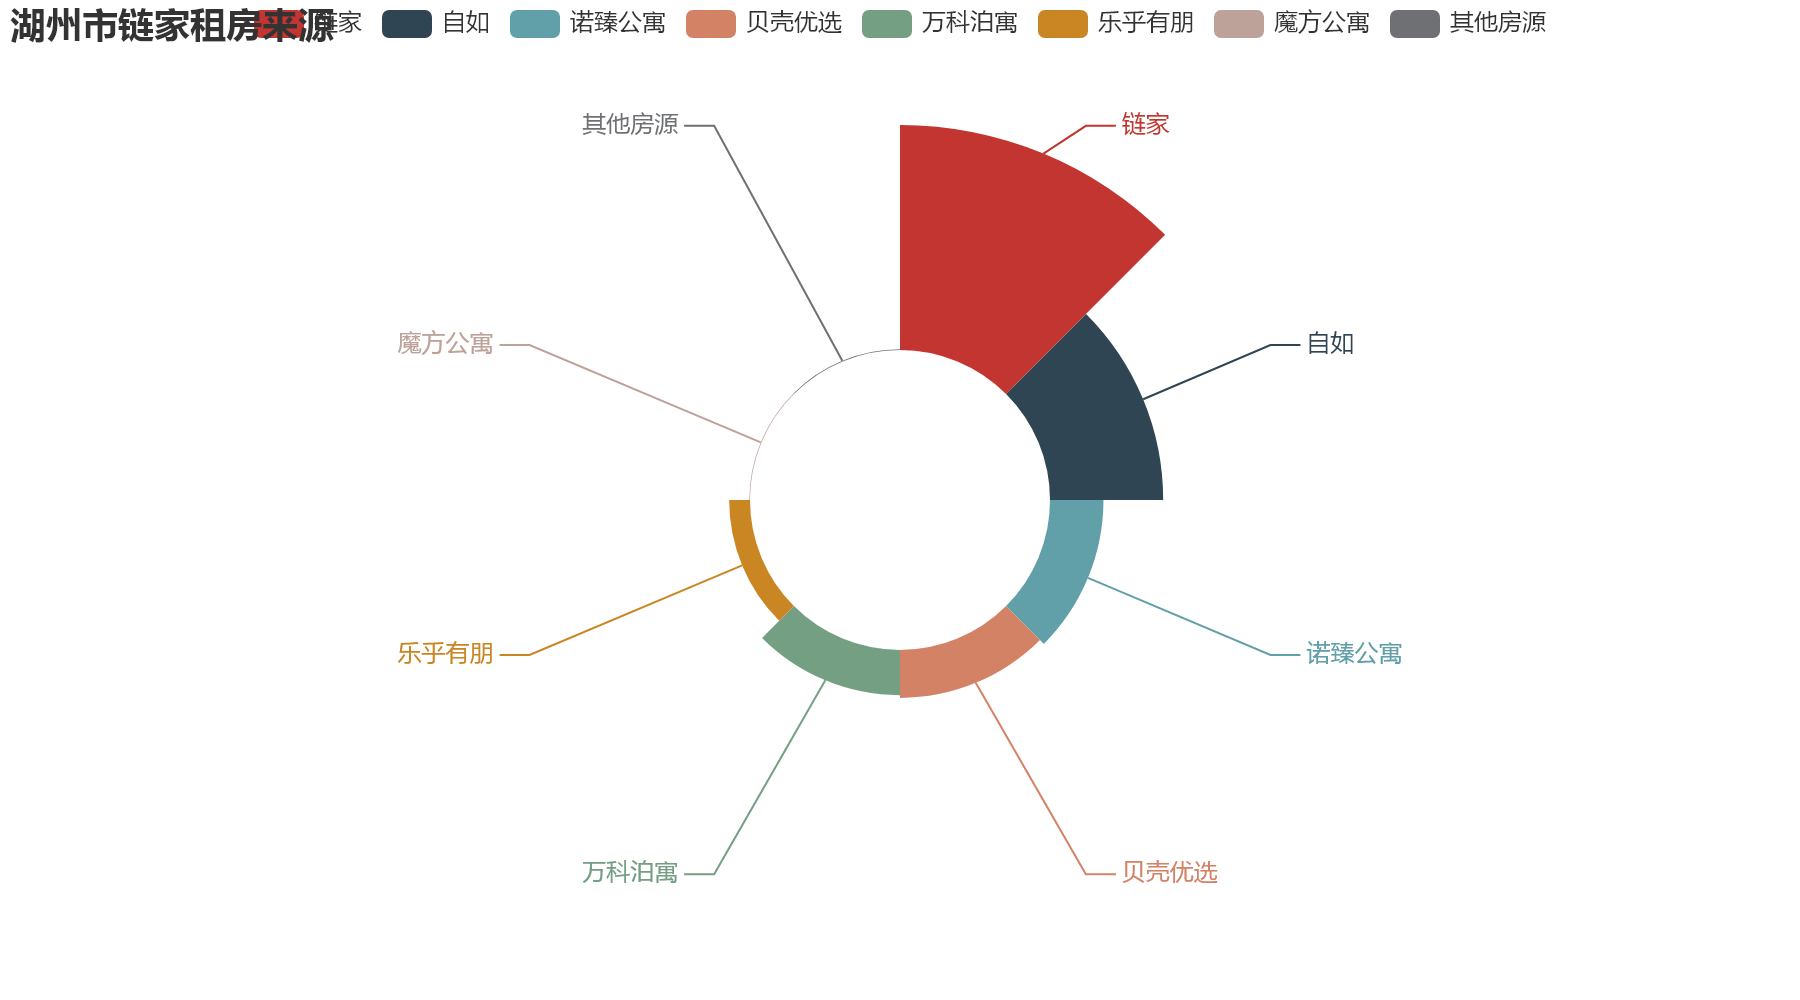 湖州市链家租房来源
链家 自如 诺臻公寓 贝壳优选 万科泊寓 乐乎有朋 魔方公寓 其他房源
其他房源 链家
魔方公寓 自如
乐乎有朋 诺臻公寓
万科泊寓 贝壳优选